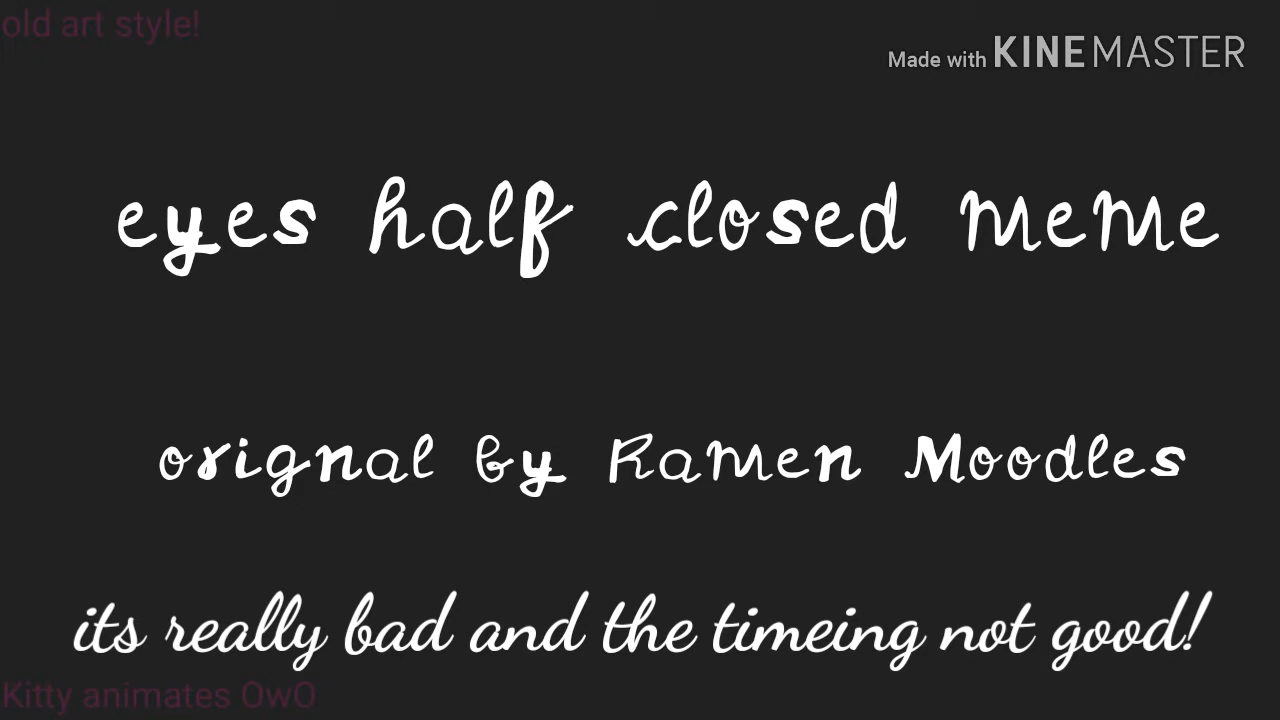 old art style!
Made with KINEMASTER
eyes half closed meme
orignal by Ramen Moodles
its really bad and the timeing not good!
Kitty animates OwO